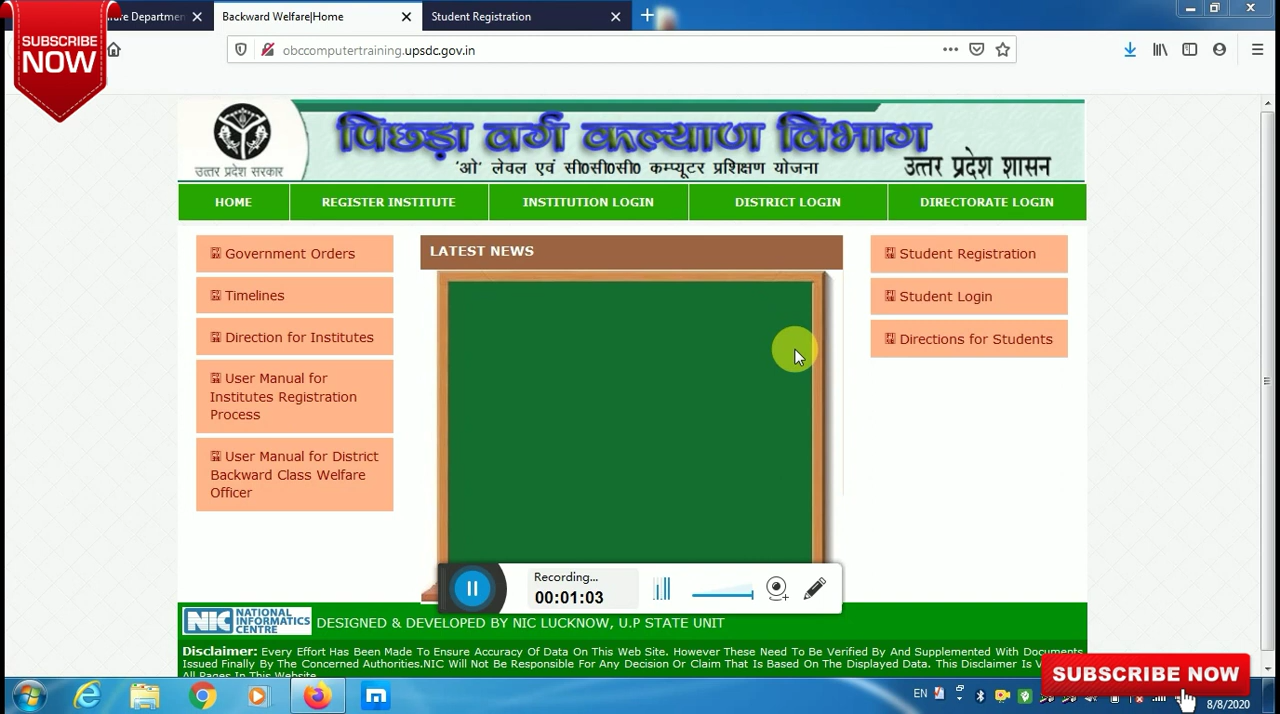 SUBSCRIBE
NOW
Backward Welfare|Home
Student Registration
obccomputertraining.upsdc.gov.in
उत्तर प्रदेश सरकार
पिछड़ा वर्ग कल्याण विभाग
'ओ' लेवल एवं सी0सी0सी0 कम्प्यूटर प्रशिक्षण योजना
उत्तर प्रदेश शासन
HOME
REGISTER INSTITUTE
INSTITUTION LOGIN
DISTRICT LOGIN
DIRECTORATE LOGIN
Government Orders
Timelines
Direction for Institutes
User Manual for
Institutes Registration
Process
User Manual for District
Backward Class Welfare
Officer
LATEST NEWS
Student Registration
Student Login
Directions for Students
Recording...
00:01:03
NIC
NATIONAL
INFORMATICS
CENTRE
DESIGNED & DEVELOPED BY NIC LUCKNOW, U.P STATE UNIT
Disclaimer: Every Effort Has Been Made To Ensure Accuracy Of Data On This Web Site. However These Need To Be Verified By And Supplemented With Documents
Issued Finally By The Concerned Authorities.NIC Will Not Be Responsible For Any Decision Or Claim That Is Based On The Displayed Data. This Disclaimer Is
All Pages In This Website
SUBSCRIBE NOW
EN
8/8/2020